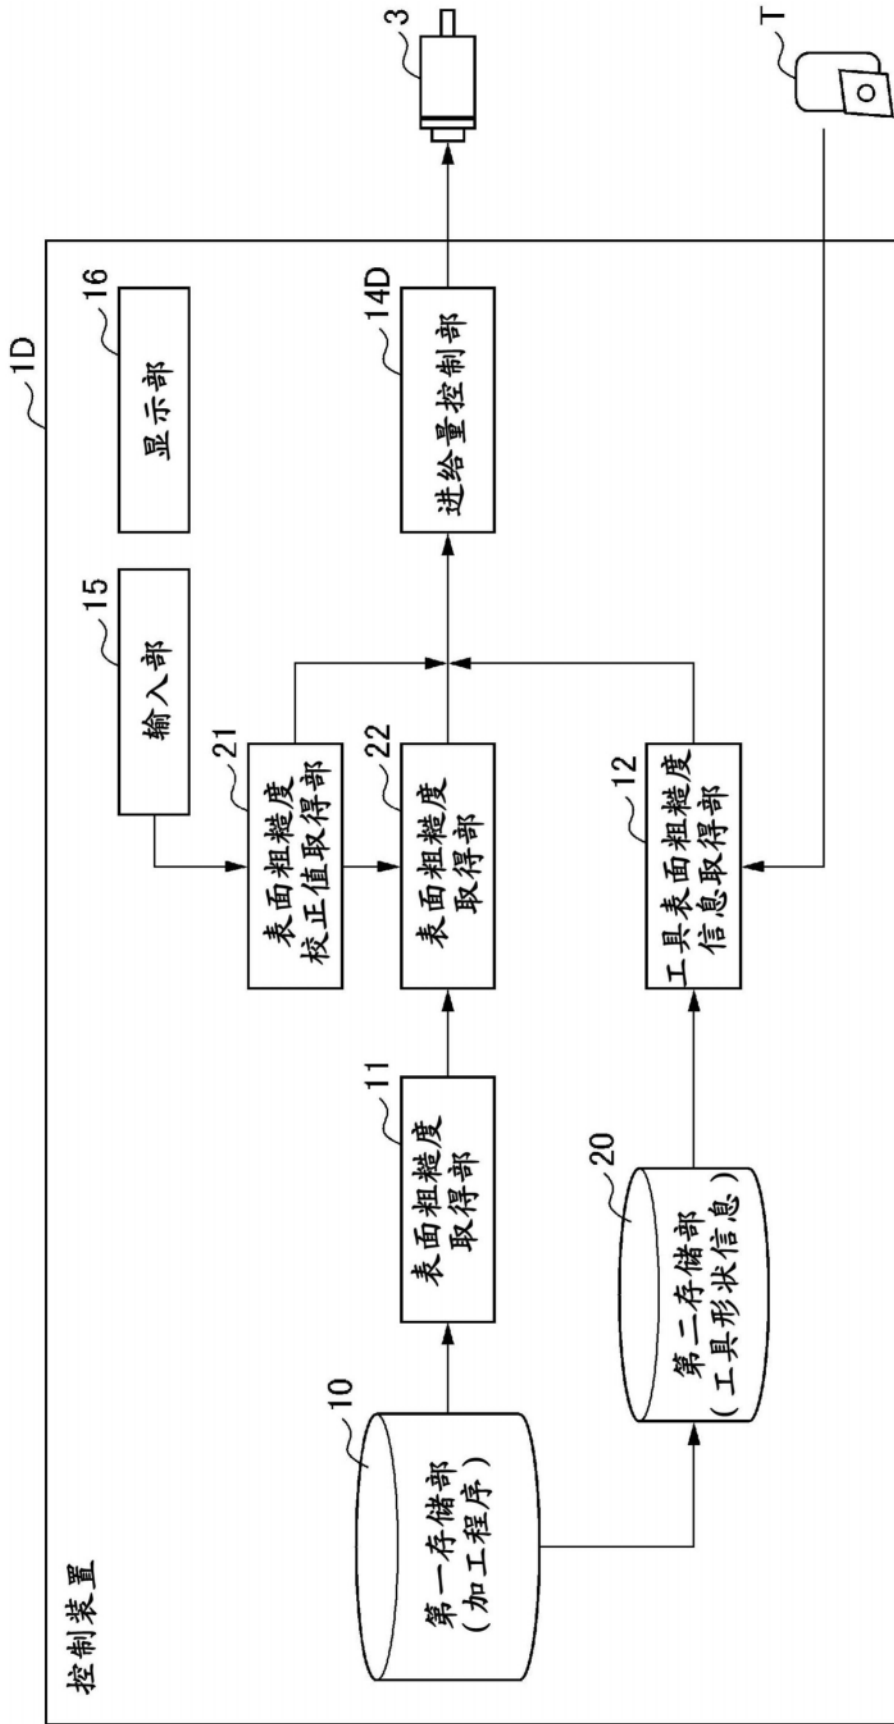 控制装置
1D
10
第一存储部
(加工程序)
11
表面粗糙度
取得部
15
输入部
16
显示部
21
表面粗糙度
校正值取得部
22
表面粗糙度
取得部
14D
进给量控制部
3
20
第二存储部
(工具形状信息)
12
工具表面粗糙度
信息取得部
T